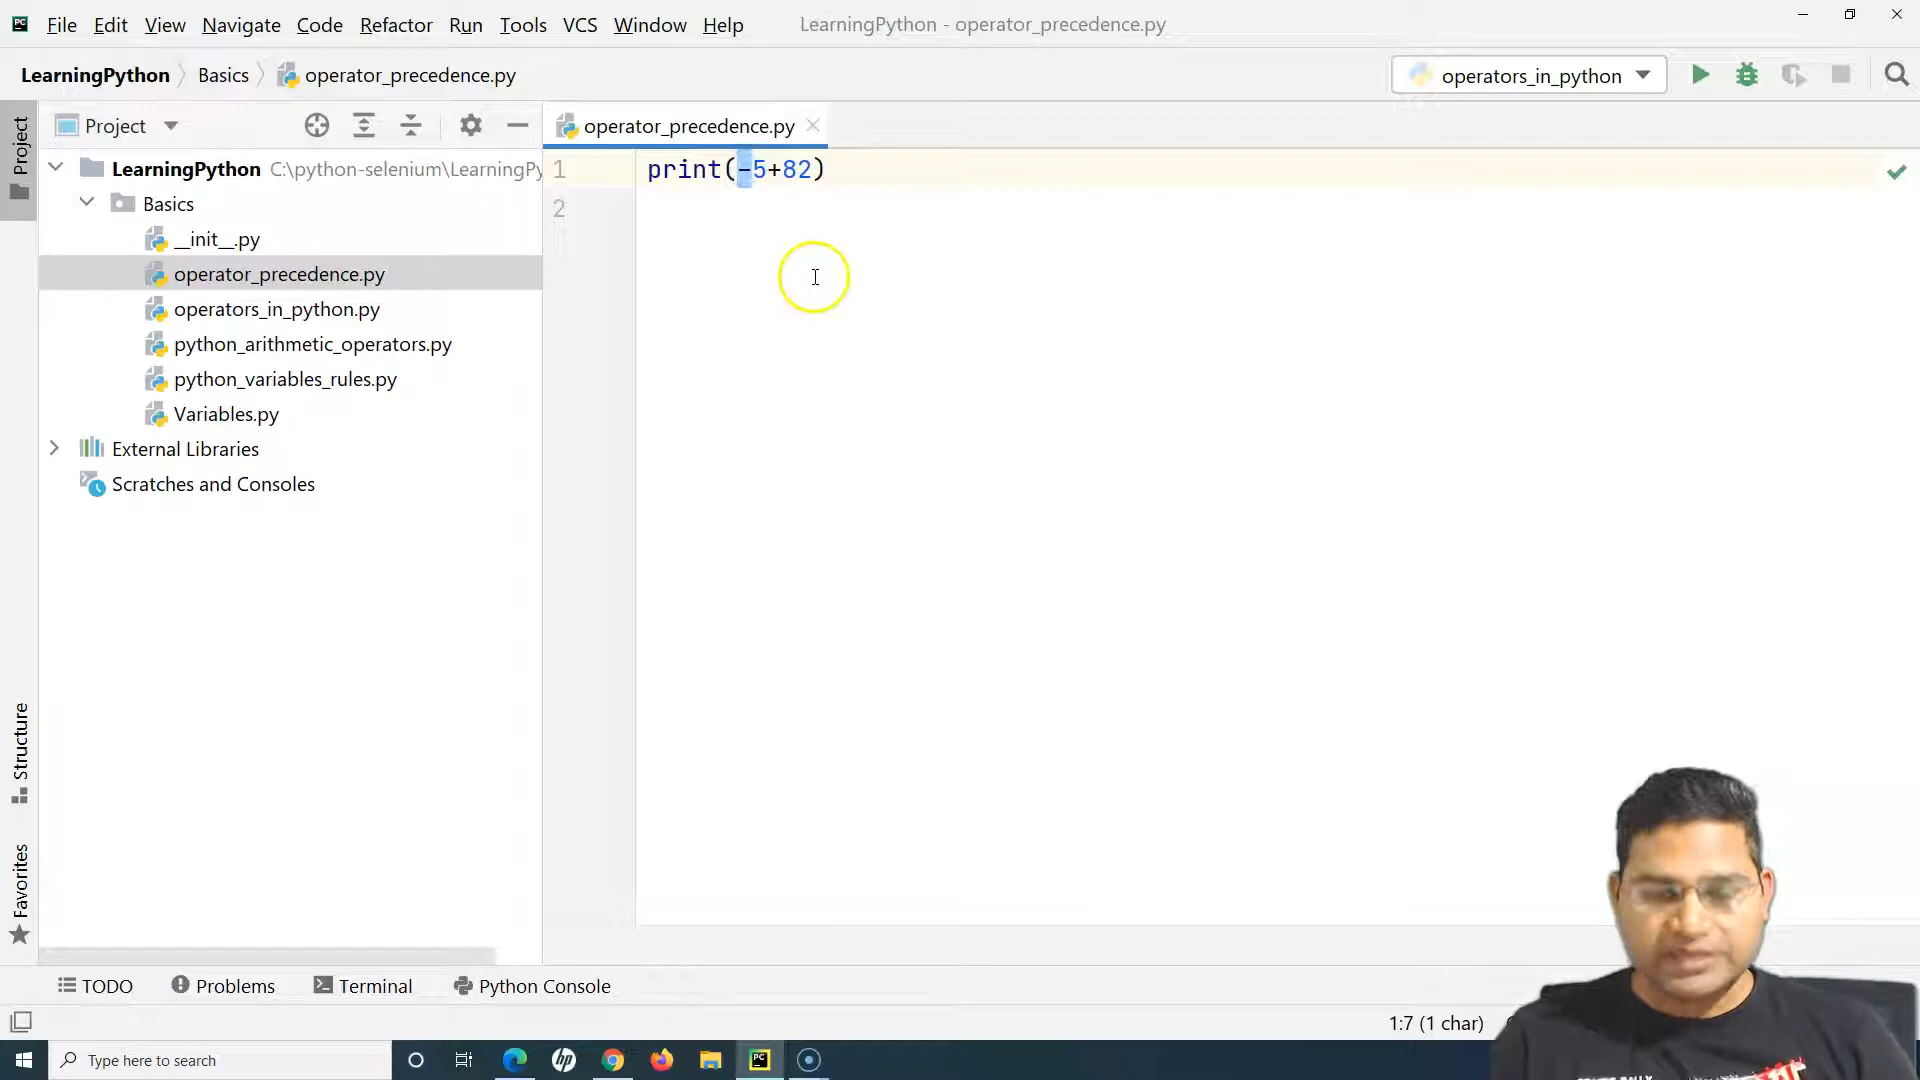 File Edit View Navigate Code Refactor Run Tools VCS Window Help LearningPython - operator_precedence.py
LearningPython Basics operator_precedence.py operators_in_python
Project
Project
operator_precedence.py
LearningPython C:\python-selenium\LearningPy
Basics
__init__.py
operator_precedence.py
operators_in_python.py
python_arithmetic_operators.py
python_variables_rules.py
Variables.py
External Libraries
Scratches and Consoles
1 print(-5+82)
2
Structure
Favorites
TODO Problems Terminal Python Console
1:7 (1 char)
Type here to search
hp
PC